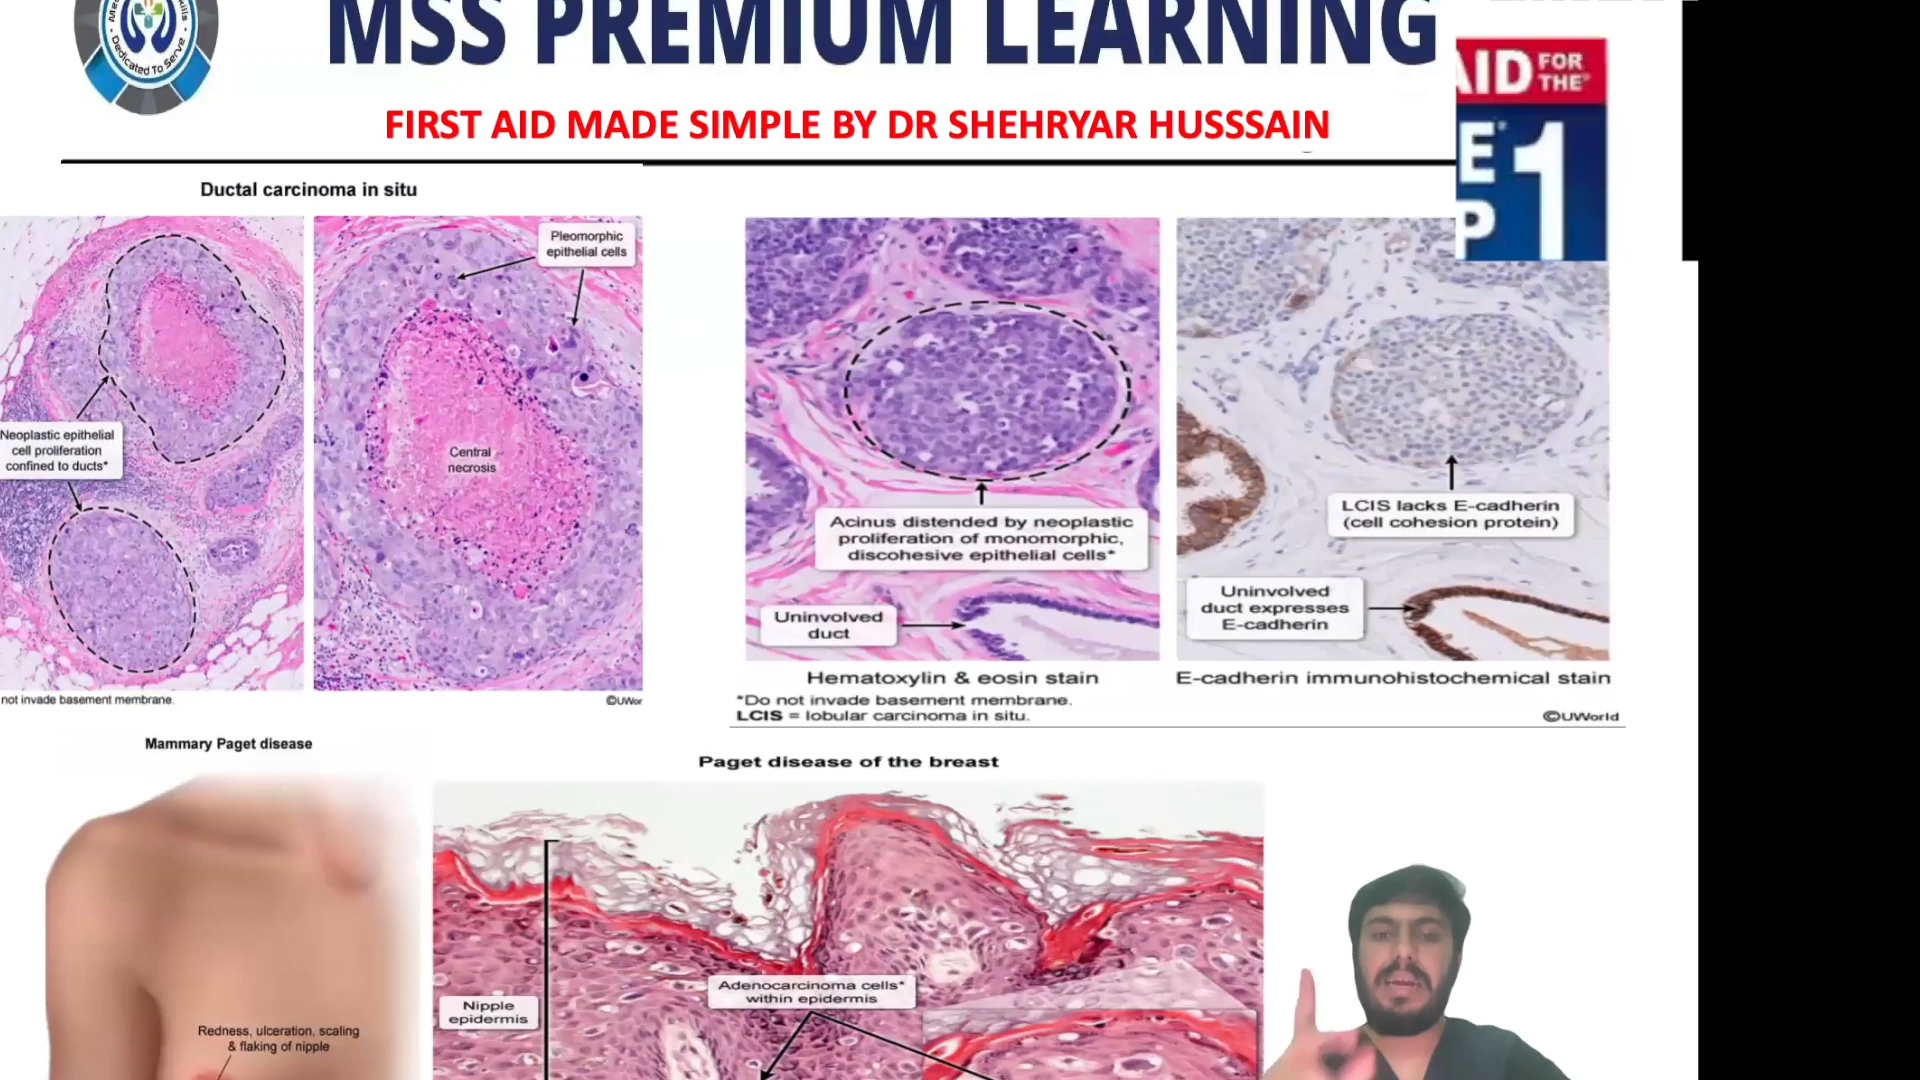 MSS PREMIUM LEARNING
Dedicated To Serve
FIRST AID MADE SIMPLE BY DR SHEHRYAR HUSSSAIN
AID FOR THE
E 1
P
Ductal carcinoma in situ
Pleomorphic
epithelial cells
Neoplastic epithelial
cell proliferation
confined to ducts*
Central
necrosis
not invade basement membrane.
©UWor
Acinus distended by neoplastic
proliferation of monomorphic,
discohesive epithelial cells*
Uninvolved
duct
LCIS lacks E-cadherin
(cell cohesion protein)
Uninvolved
duct expresses
E-cadherin
Hematoxylin & eosin stain
E-cadherin immunohistochemical stain
*Do not invade basement membrane.
LCIS = lobular carcinoma in situ.
©UWorld
Mammary Paget disease
Redness, ulceration, scaling
& flaking of nipple
Paget disease of the breast
Nipple
epidermis
Adenocarcinoma cells*
within epidermis